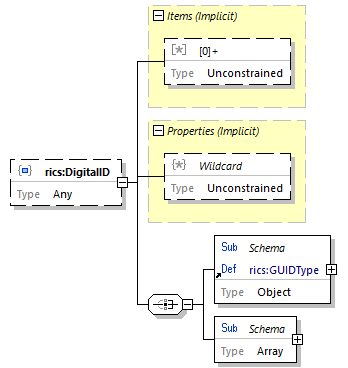 Items (Implicit)
[*] [0]+
Type Unconstrained
Properties (Implicit)
{*} Wildcard
Type Unconstrained
{ } rics:DigitalID
Type Any
Sub Schema
Def rics:GUIDType
Type Object
Sub Schema
Type Array